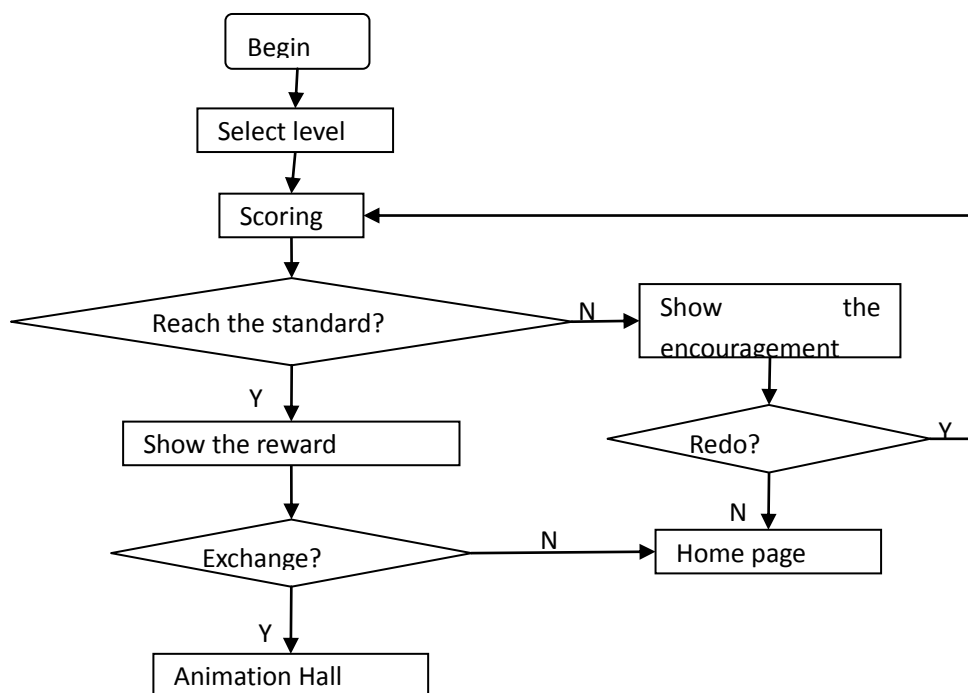 Begin
Select level
Scoring
Reach the standard?
N
Show the
encouragement
Y
Show the reward
Redo?
Y
N
Exchange?
N
Home page
Y
Animation Hall